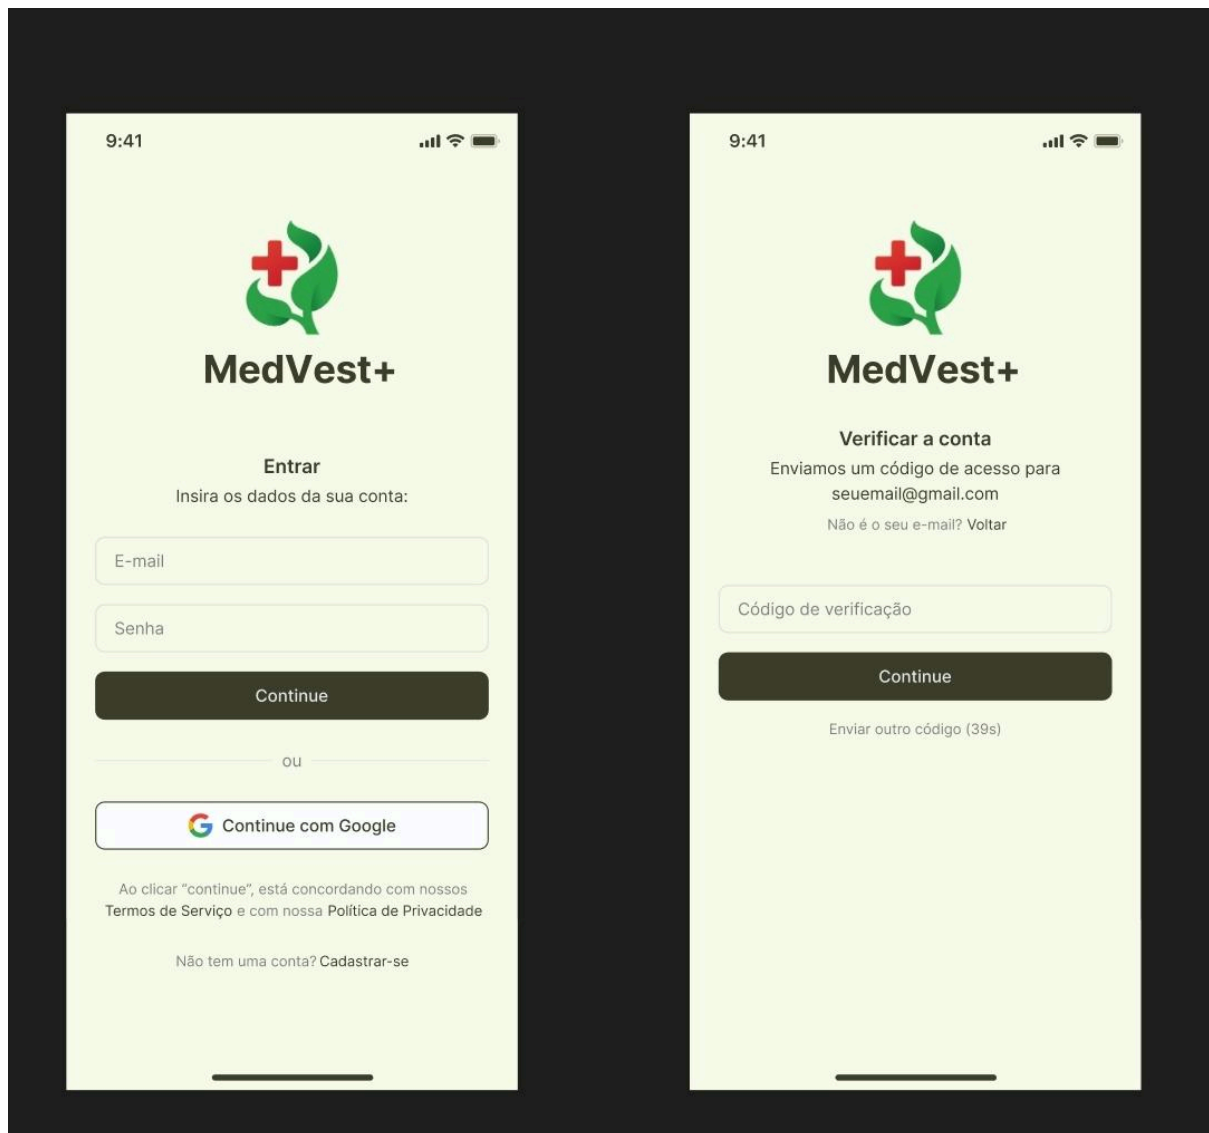 9:41
MedVest+
Entrar
Insira os dados da sua conta:
E-mail
Senha
Continue
ou
Continue com Google
Ao clicar “continue”, está concordando com nossos
Termos de Serviço e com nossa Política de Privacidade
Não tem uma conta? Cadastrar-se
9:41
MedVest+
Verificar a conta
Enviamos um código de acesso para
seuemail@gmail.com
Não é o seu e-mail? Voltar
Código de verificação
Continue
Enviar outro código (39s)